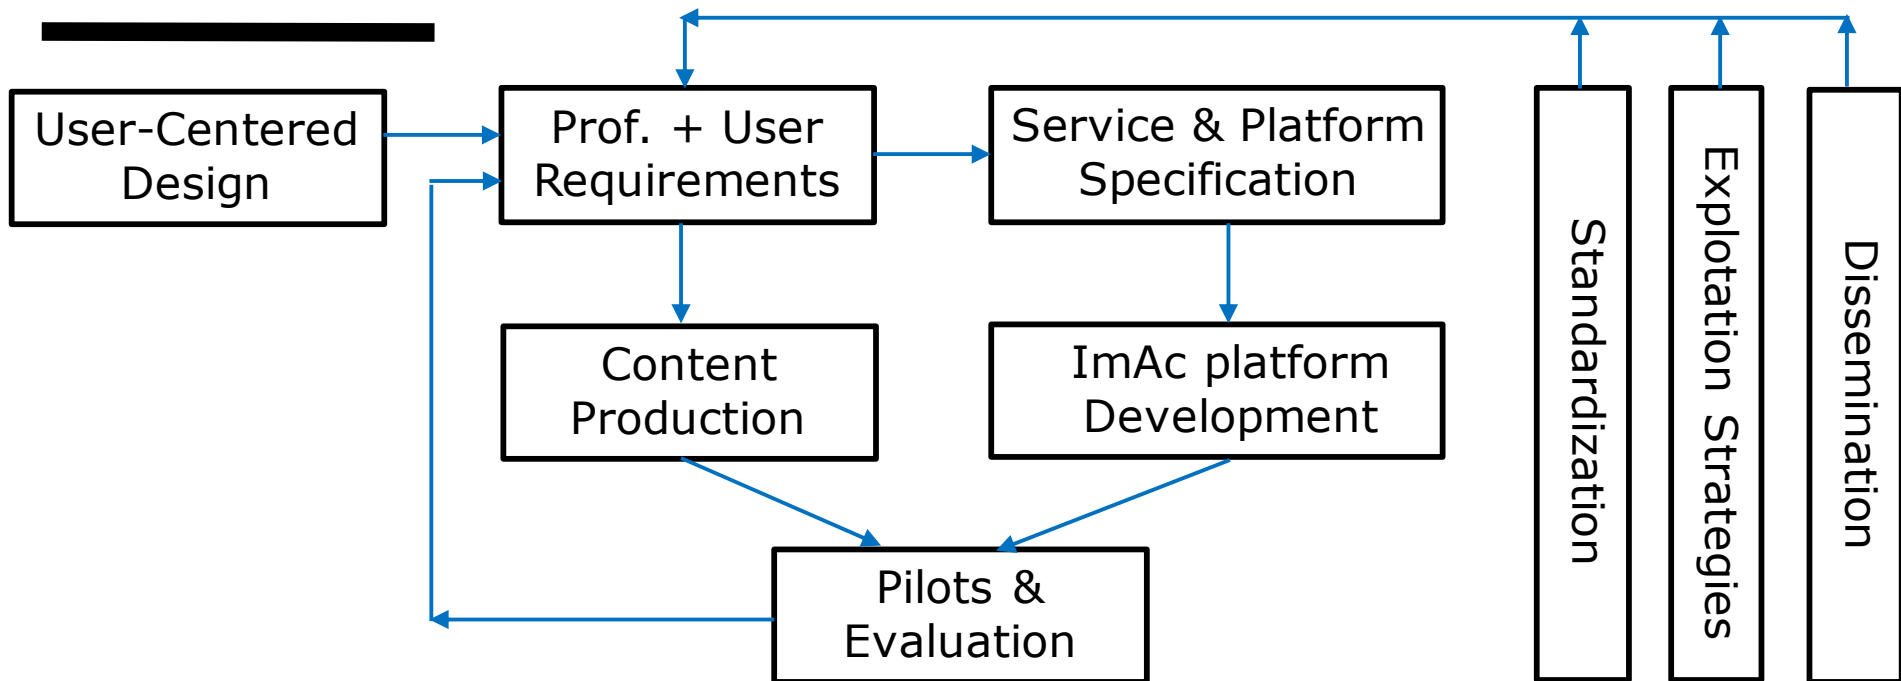 User-Centered
Design
Prof. + User
Requirements
Service & Platform
Specification
Content
Production
ImAc platform
Development
Pilots &
Evaluation
Standardization
Explotation Strategies
Dissemination